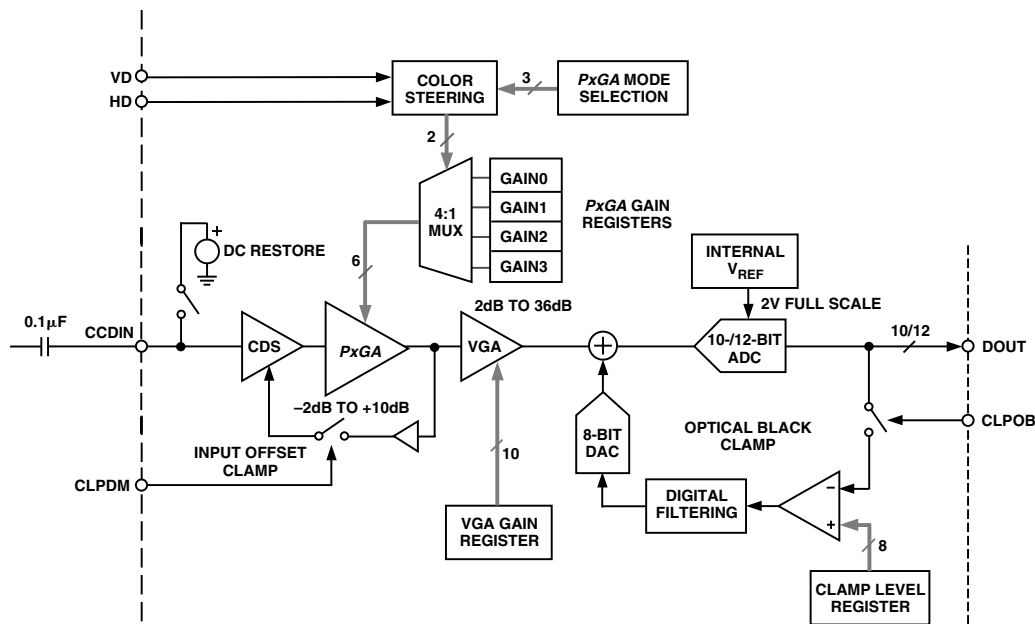 VD
HD
COLOR
STEERING
3
PxGA MODE
SELECTION
2
4:1
MUX
GAIN0
GAIN1
GAIN2
GAIN3
PxGA GAIN
REGISTERS
+
DC RESTORE
6
INTERNAL
VREF
2V FULL SCALE
2dB TO 36dB
0.1μF
CCDIN
CDS
PxGA
VGA
+
10-/12-BIT
ADC
10/12
DOUT
–2dB TO +10dB
INPUT OFFSET
CLAMP
CLPDM
10
8-BIT
DAC
OPTICAL BLACK
CLAMP
CLPOB
VGA GAIN
REGISTER
DIGITAL
FILTERING
–
+
8
CLAMP LEVEL
REGISTER